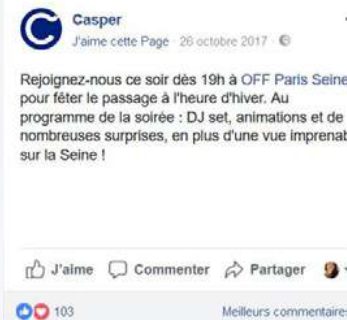 Casper
J'aime cette Page · 26 octobre 2017 ·
Rejoignez-nous ce soir dès 19h à OFF Paris Seine
pour fêter le passage à l'heure d'hiver. Au
programme de la soirée : DJ set, animations et de
nombreuses surprises, en plus d'une vue imprenab
sur la Seine !
J'aime Commenter Partager
103 Meilleurs commentaires